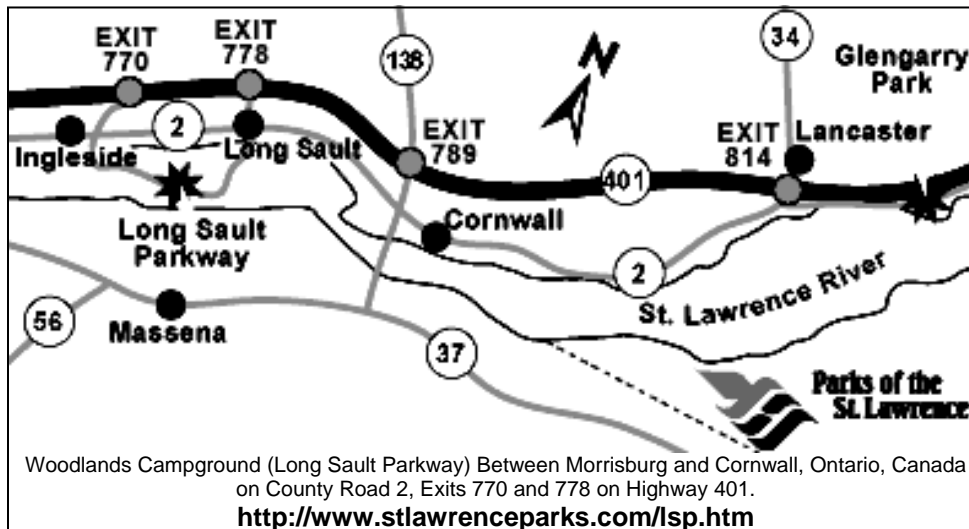 EXIT
770
EXIT
778
138
N
34
Glengarry
Park
2
Ingleside
Long Sault
EXIT
789
EXIT
814
Lancaster
401
Long Sault
Parkway
Cornwall
2
St. Lawrence River
56
Massena
37
Parks of the
St. Lawrence
Woodlands Campground (Long Sault Parkway) Between Morrisburg and Cornwall, Ontario, Canada
on County Road 2, Exits 770 and 778 on Highway 401.
http://www.stlawrenceparks.com/lsp.htm